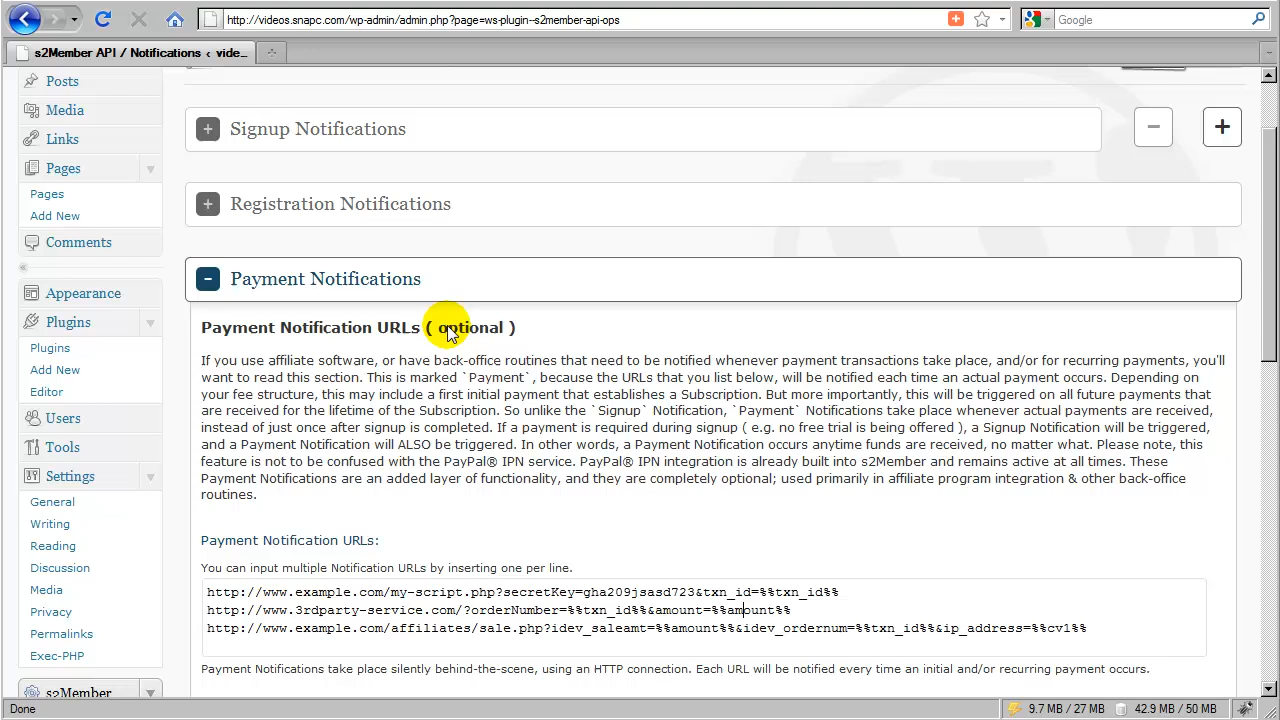 http://videos.snapc.com/wp-admin/admin.php?page=ws-plugin--s2member-api-ops
Google
s2Member API / Notifications ‹ vide...
Posts
Media
Links
Pages
Pages
Add New
Comments
Appearance
Plugins
Plugins
Add New
Editor
Users
Tools
Settings
General
Writing
Reading
Discussion
Media
Privacy
Permalinks
Exec-PHP
s2Member
Signup Notifications
Registration Notifications
Payment Notifications
Payment Notification URLs ( optional )
If you use affiliate software, or have back-office routines that need to be notified whenever payment transactions take place, and/or for recurring payments, you'll
want to read this section. This is marked `Payment`, because the URLs that you list below, will be notified each time an actual payment occurs. Depending on
your fee structure, this may include a first initial payment that establishes a Subscription. But more importantly, this will be triggered on all future payments that
are received for the lifetime of the Subscription. So unlike the `Signup` Notification, `Payment` Notifications take place whenever actual payments are received,
instead of just once after signup is completed. If a payment is required during signup ( e.g. no free trial is being offered ), a Signup Notification will be triggered,
and a Payment Notification will ALSO be triggered. In other words, a Payment Notification occurs anytime funds are received, no matter what. Please note, this
feature is not to be confused with the PayPal® IPN service. PayPal® IPN integration is already built into s2Member and remains active at all times. These
Payment Notifications are an added layer of functionality, and they are completely optional; used primarily in affiliate program integration & other back-office
routines.
Payment Notification URLs:
You can input multiple Notification URLs by inserting one per line.
http://www.example.com/my-script.php?secretKey=gha209jsasd723&txn_id=%%txn_id%%
http://www.3rdparty-service.com/?orderNumber=%%txn_id%%&amount=%%amount%%
http://www.example.com/affiliates/sale.php?idev_saleamt=%%amount%%&idev_ordernum=%%txn_id%%&ip_address=%%cv1%%
Payment Notifications take place silently behind-the-scene, using an HTTP connection. Each URL will be notified every time an initial and/or recurring payment occurs.
Done
9.7 MB / 27 MB
42.9 MB / 50 MB